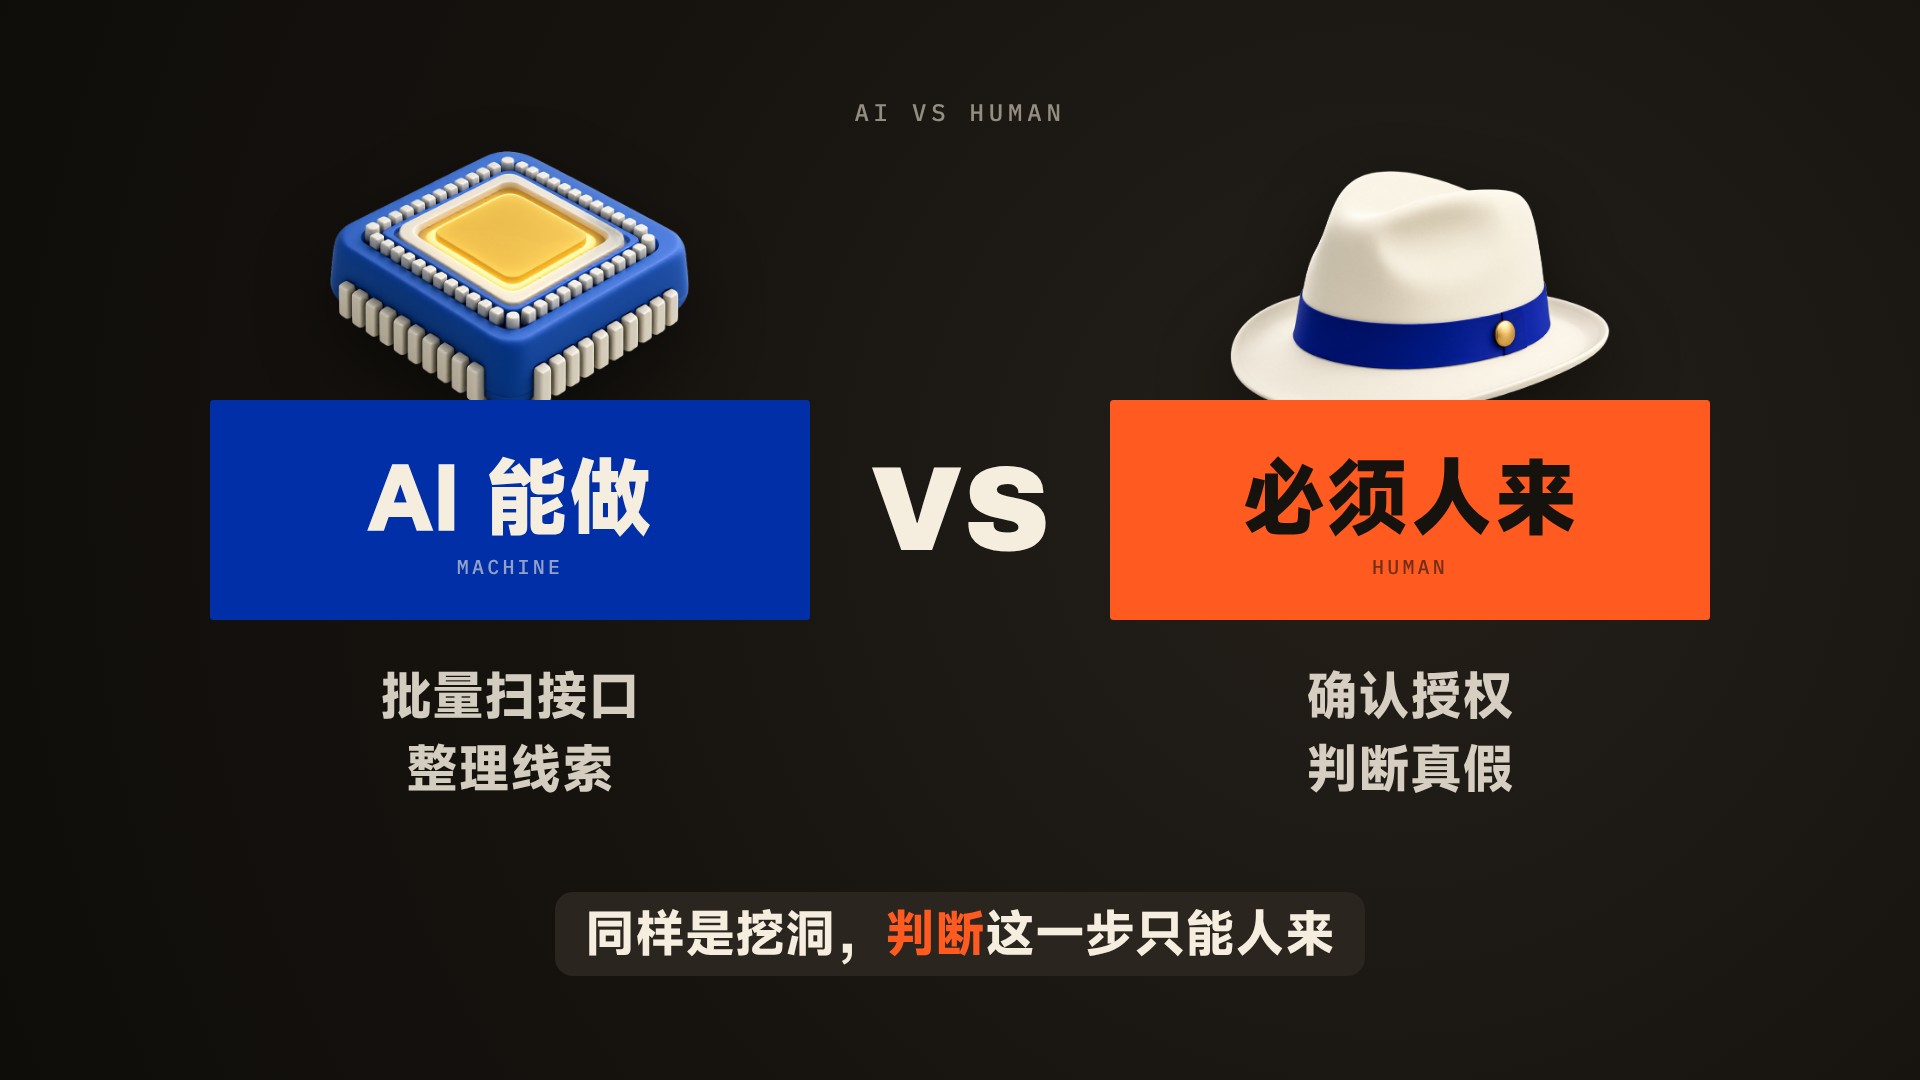 AI VS HUMAN
AI 能做
MACHINE
VS
必须人来
HUMAN
批量扫接口
整理线索
确认授权
判断真假
同样是挖洞，判断这一步只能人来